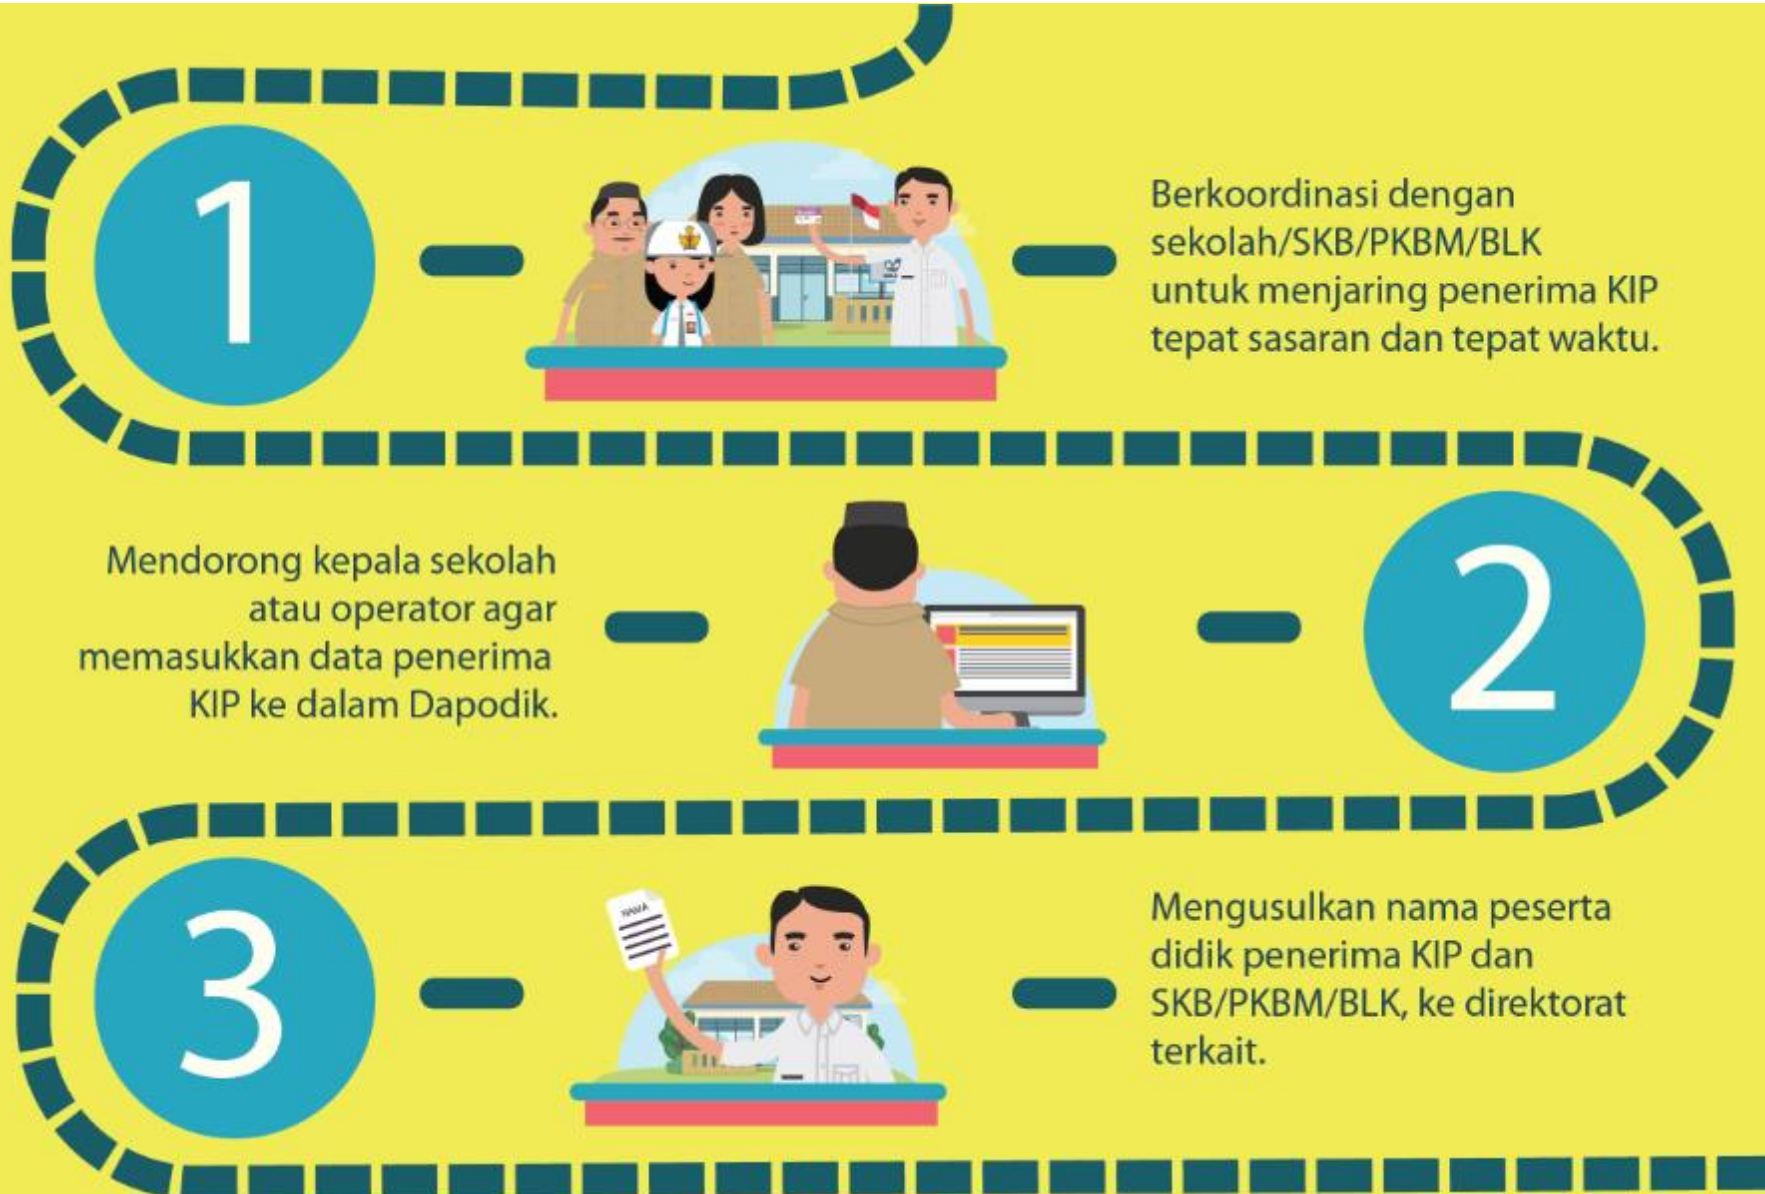 1
Berkoordinasi dengan
sekolah/SKB/PKBM/BLK
untuk menjaring penerima KIP
tepat sasaran dan tepat waktu.
Mendorong kepala sekolah
atau operator agar
memasukkan data penerima
KIP ke dalam Dapodik.
2
3
NAMA
Mengusulkan nama peserta
didik penerima KIP dan
SKB/PKBM/BLK, ke direktorat
terkait.